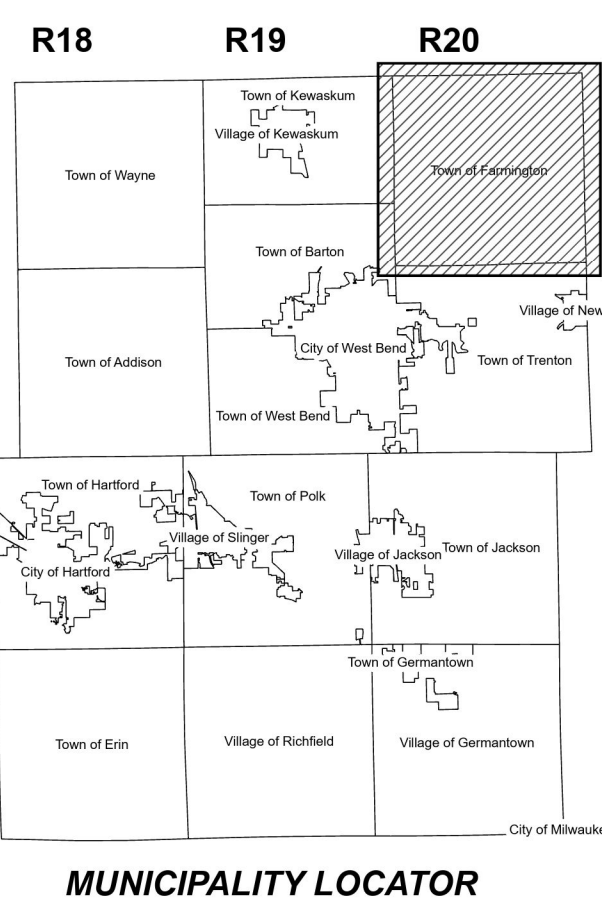 R18 R19 R20
Town of Kewaskum
Village of Kewaskum
Town of Wayne
Town of Farmington
Town of Barton
Village of New
City of West Bend
Town of Addison
Town of Trenton
Town of West Bend
Town of Hartford
Town of Polk
Village of Slinger
Village of Jackson
Town of Jackson
City of Hartford
Town of Germantown
Town of Erin
Village of Richfield
Village of Germantown
City of Milwauke
MUNICIPALITY LOCATOR